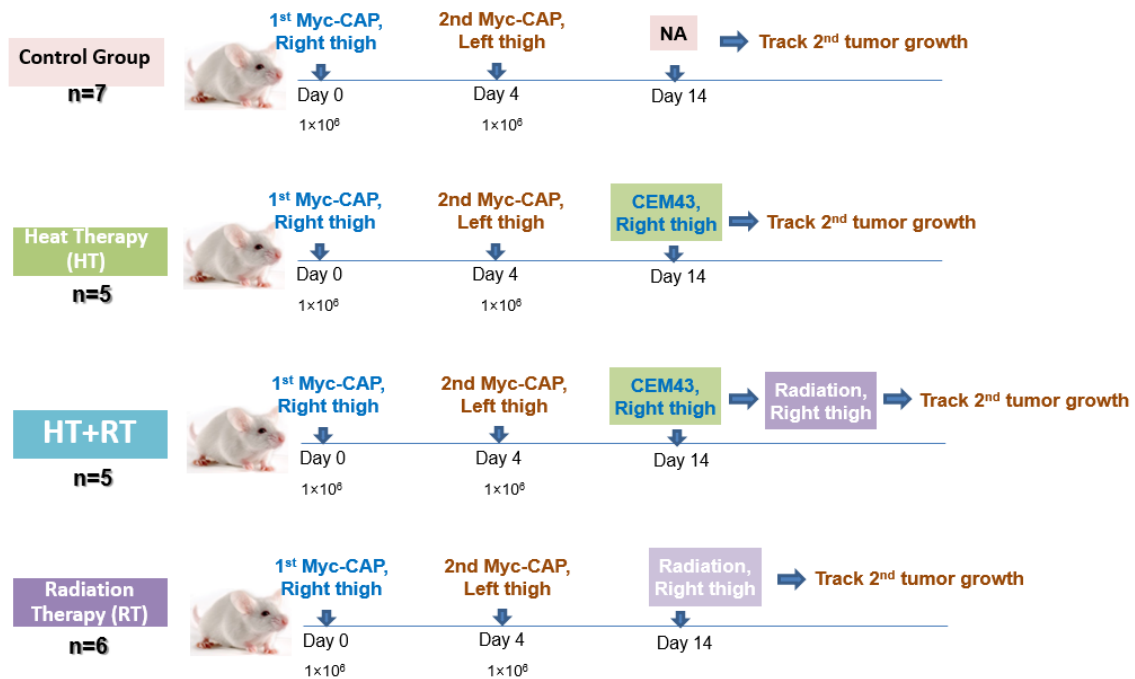 1st Myc-CAP,
Right thigh
2nd Myc-CAP,
Left thigh
NA
Track 2nd tumor growth
Control Group
n=7
Day 0
Day 4
Day 14
1×10⁶
1×10⁶
1st Myc-CAP,
Right thigh
2nd Myc-CAP,
Left thigh
CEM43,
Right thigh
Track 2nd tumor growth
Heat Therapy
(HT)
n=5
Day 0
Day 4
Day 14
1×10⁶
1×10⁶
1st Myc-CAP,
Right thigh
2nd Myc-CAP,
Left thigh
CEM43,
Right thigh
Radiation,
Right thigh
Track 2nd tumor growth
HT+RT
n=5
Day 0
Day 4
Day 14
1×10⁶
1×10⁶
1st Myc-CAP,
Right thigh
2nd Myc-CAP,
Left thigh
Radiation,
Right thigh
Track 2nd tumor growth
Radiation
Therapy (RT)
n=6
Day 0
Day 4
Day 14
1×10⁶
1×10⁶